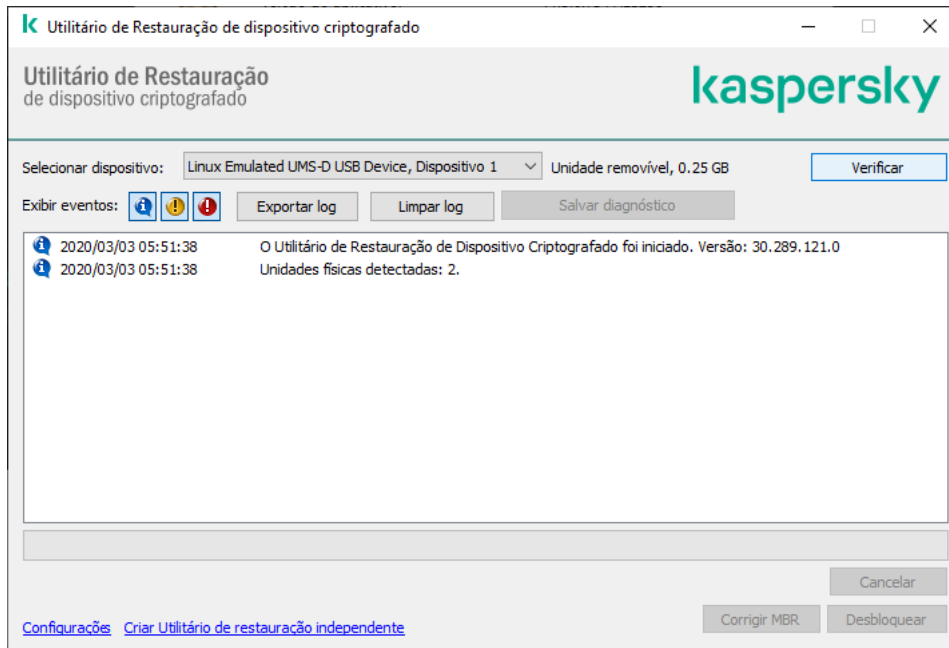 Utilitário de Restauração de dispositivo criptografado
Utilitário de Restauração
de dispositivo criptografado
kaspersky
Selecionar dispositivo: Linux Emulated UMS-D USB Device, Dispositivo 1 Unidade removível, 0.25 GB Verificar
Exibir eventos: Exportar log Limpar log Salvar diagnóstico
2020/03/03 05:51:38 O Utilitário de Restauração de Dispositivo Criptografado foi iniciado. Versão: 30.289.121.0
2020/03/03 05:51:38 Unidades físicas detectadas: 2.
Cancelar
Configurações Criar Utilitário de restauração independente Corrigir MBR Desbloquear